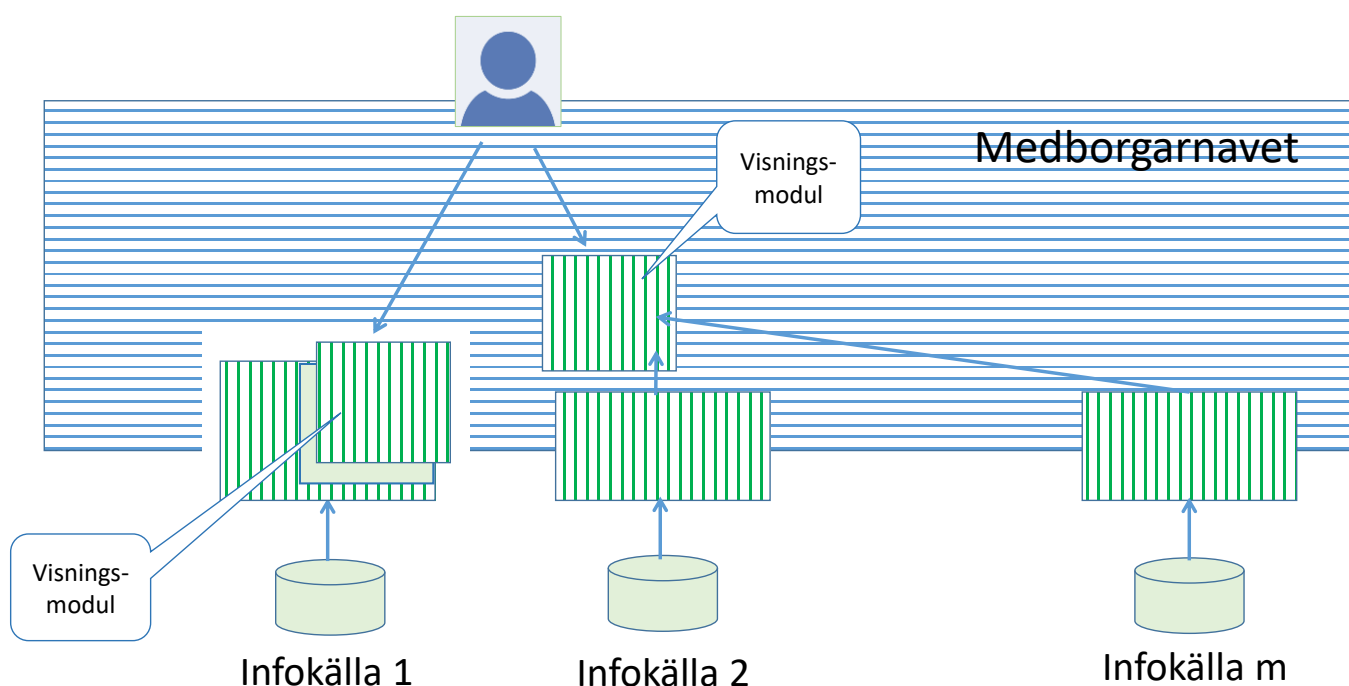 Medborgarnavet
Visnings-
modul
Visnings-
modul
Infokälla 1
Infokälla 2
Infokälla m